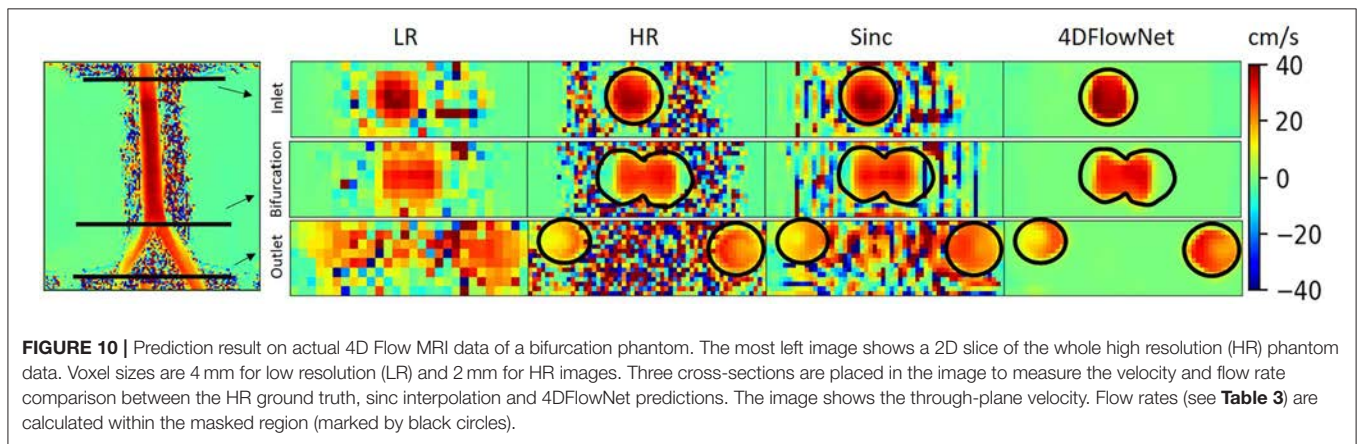 LR HR Sinc 4DFlowNet cm/s
Inlet
Bifurcation
Outlet
40
20
0
−20
−40
FIGURE 10 | Prediction result on actual 4D Flow MRI data of a bifurcation phantom. The most left image shows a 2D slice of the whole high resolution (HR) phantom
data. Voxel sizes are 4 mm for low resolution (LR) and 2 mm for HR images. Three cross-sections are placed in the image to measure the velocity and flow rate
comparison between the HR ground truth, sinc interpolation and 4DFlowNet predictions. The image shows the through-plane velocity. Flow rates (see Table 3) are
calculated within the masked region (marked by black circles).